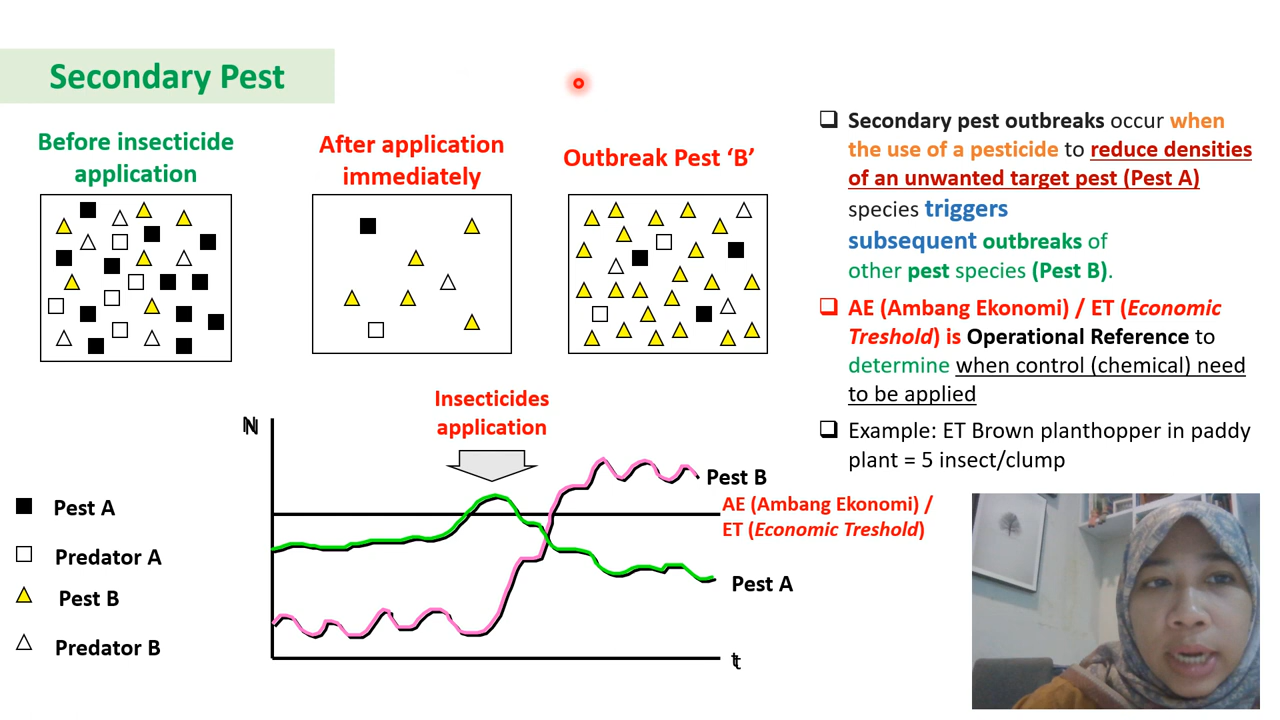 Secondary Pest
Before insecticide
application
After application
immediately
Outbreak Pest ‘B’
Secondary pest outbreaks occur when
the use of a pesticide to reduce densities
of an unwanted target pest (Pest A)
species triggers
subsequent outbreaks of
other pest species (Pest B).
AE (Ambang Ekonomi) / ET (Economic
Treshold) is Operational Reference to
determine when control (chemical) need
to be applied
Example: ET Brown planthopper in paddy
plant = 5 insect/clump
Insecticides
application
N
Pest B
AE (Ambang Ekonomi) /
ET (Economic Treshold)
Pest A
t
Pest A
Predator A
Pest B
Predator B